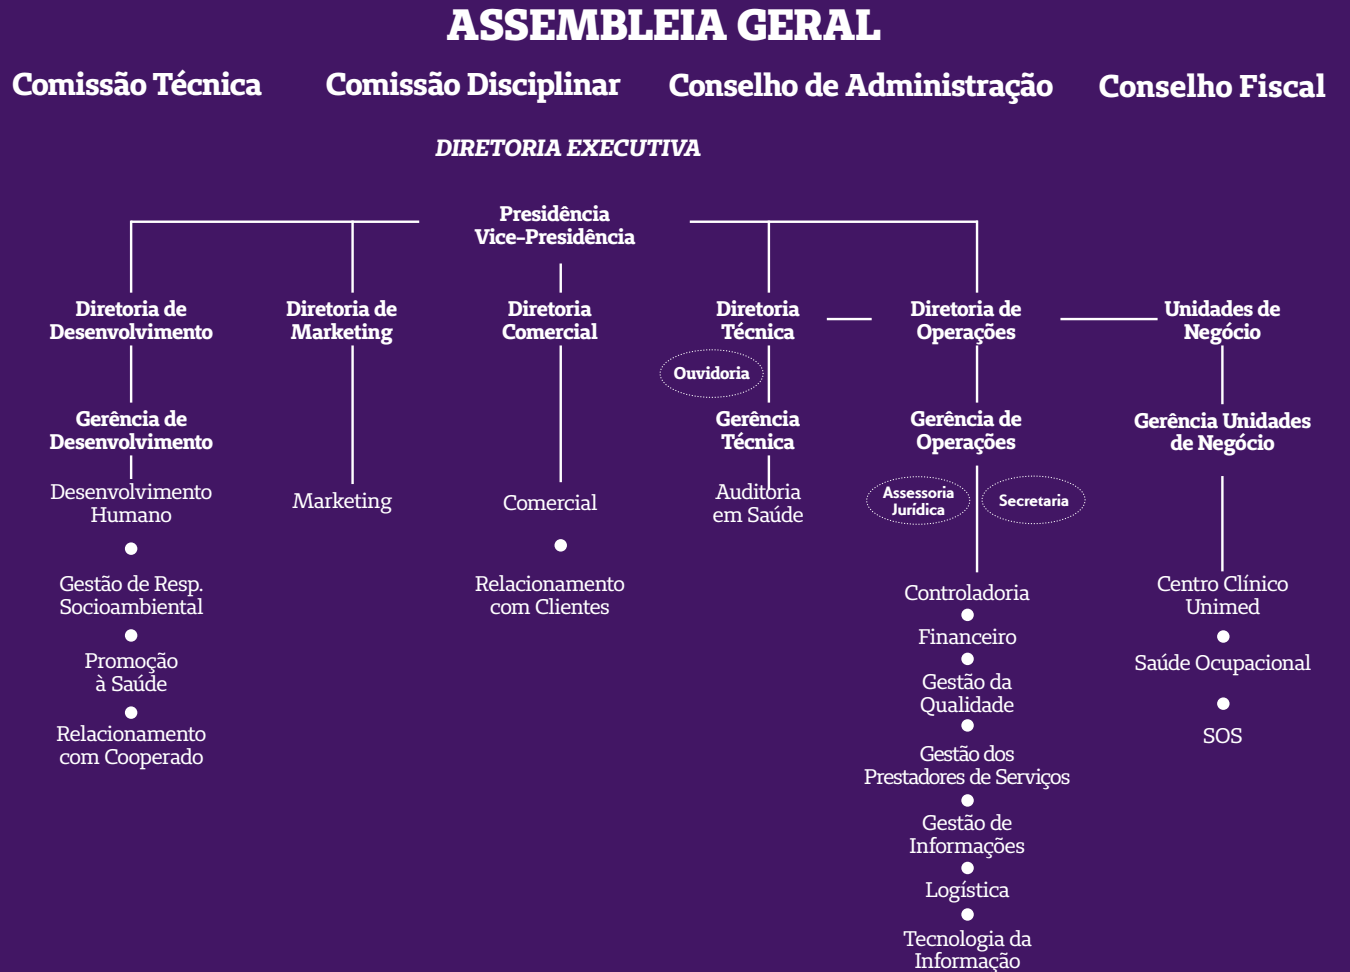 ASSEMBLEIA GERAL
Comissão Técnica
Comissão Disciplinar
Conselho de Administração
Conselho Fiscal
DIRETORIA EXECUTIVA
Presidência
Vice-Presidência
Diretoria de
Desenvolvimento
Gerência de
Desenvolvimento
Desenvolvimento
Humano
Gestão de Resp.
Socioambiental
Promoção
à Saúde
Relacionamento
com Cooperado
Diretoria de
Marketing
Marketing
Diretoria
Comercial
Comercial
Relacionamento
com Clientes
Diretoria
Técnica
Ouvidoria
Gerência
Técnica
Auditoria
em Saúde
Diretoria de
Operações
Gerência de
Operações
Assessoria
Jurídica
Secretaria
Controladoria
Financeiro
Gestão da
Qualidade
Gestão dos
Prestadores de Serviços
Gestão de
Informações
Logística
Tecnologia da
Informação
Unidades de
Negócio
Gerência Unidades
de Negócio
Centro Clínico
Unimed
Saúde Ocupacional
SOS